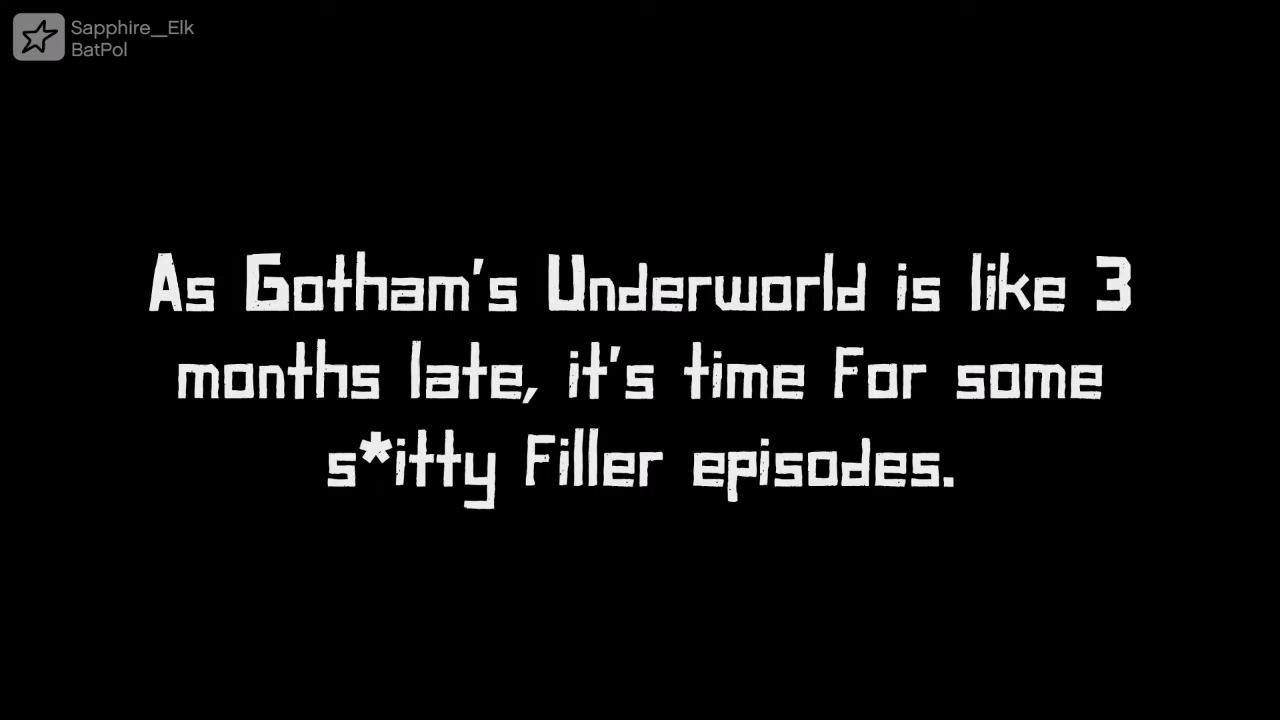 Sapphire__Elk
BatPol
As Gotham's Underworld is like 3
months late, it's time For some
s*itty Filler episodes.